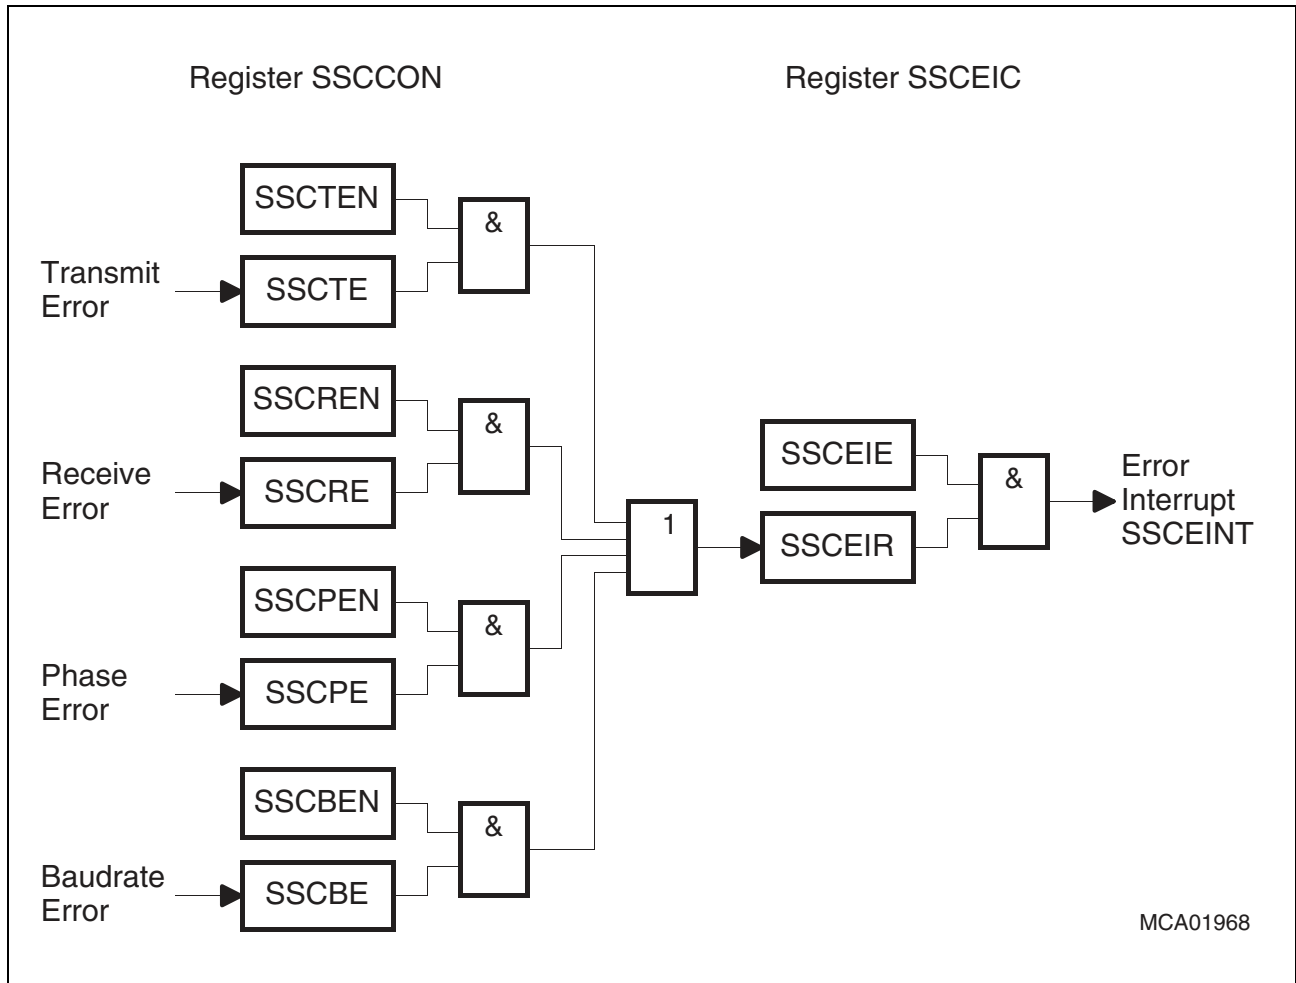 Register SSCCON
Register SSCEIC
SSCTEN
&
Transmit
Error
SSCTE
SSCREN
&
Receive
Error
SSCRE
SSCEIE
&
Error
Interrupt
SSCEINT
1
SSCEIR
SSCPEN
&
Phase
Error
SSCPE
SSCBEN
&
Baudrate
Error
SSCBE
MCA01968